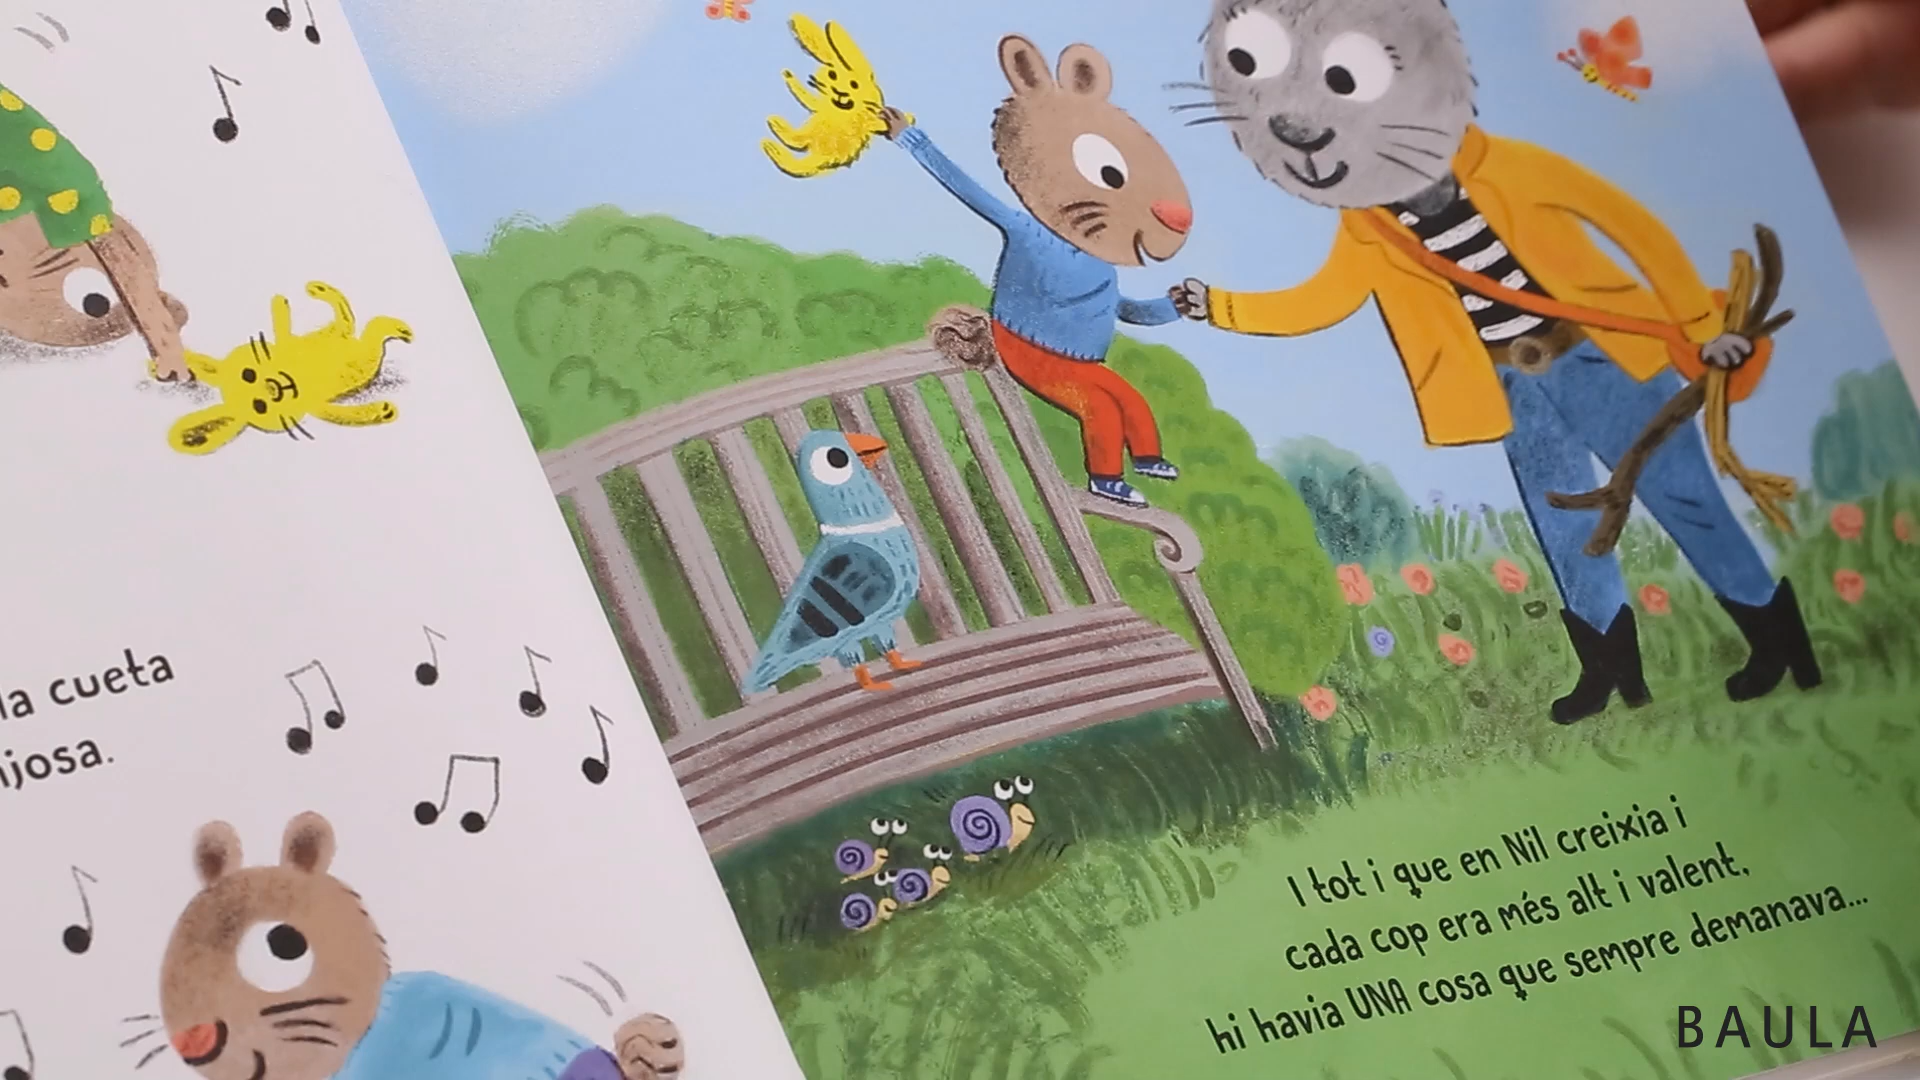 la cueta
I tot i que en Nil creixia i
cada cop era més alt i valent,
hi havia UNA cosa que sempre demanava...
BAULA